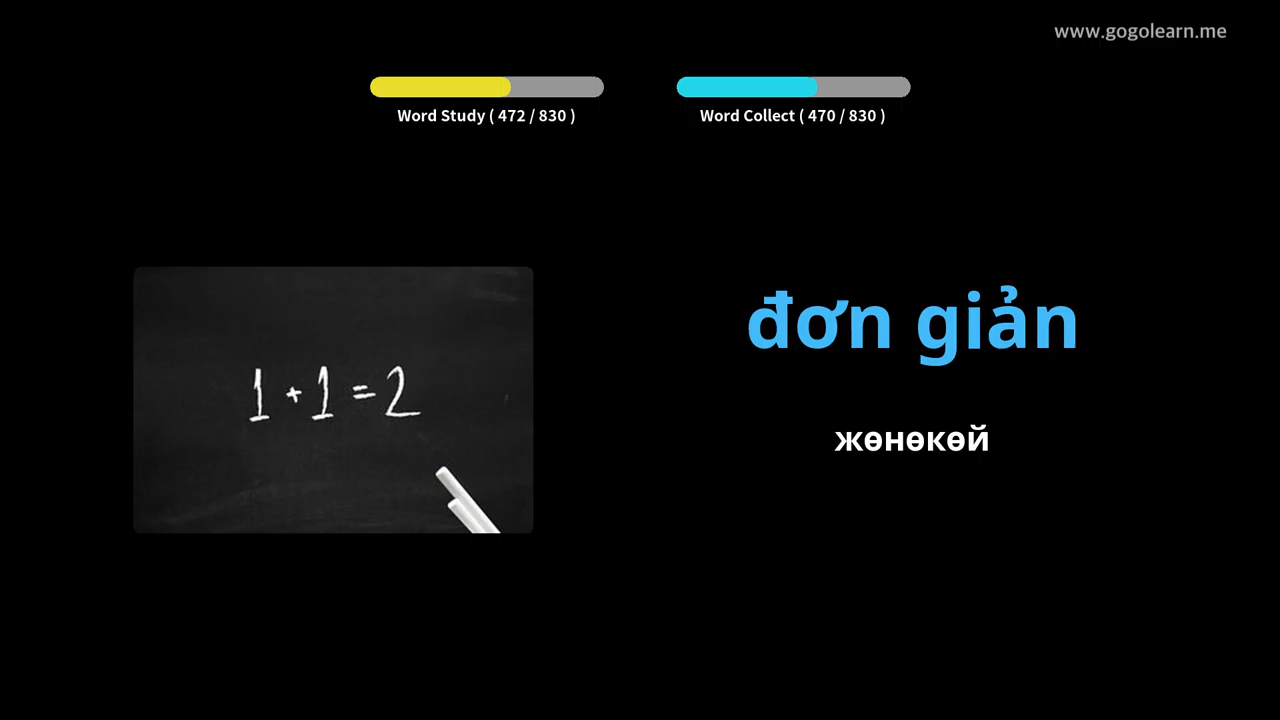 www.gogolearn.me
Word Study ( 472 / 830 )
Word Collect ( 470 / 830 )
1 + 1 = 2
đơn giản
жөнөкөй